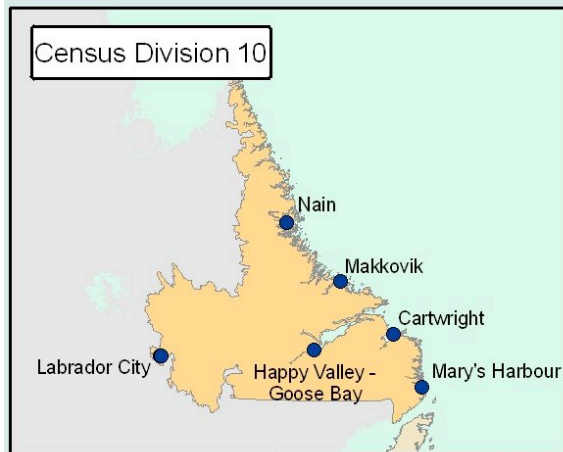 Census Division 10
Nain
Makkovik
Cartwright
Labrador City
Happy Valley -
Goose Bay
Mary's Harbour